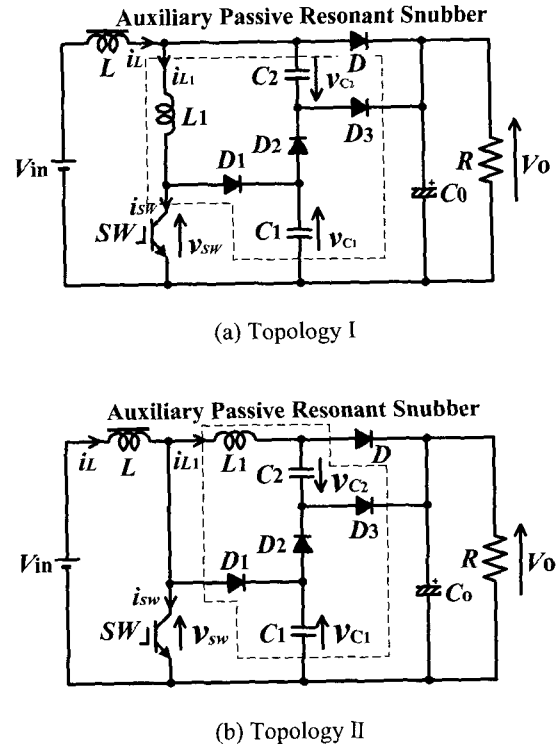 Auxiliary Passive Resonant Snubber
L iL iL1 D
C2 vC2
L1 D3
D2
D1
Vin R Vo
isw C0
SW vsw C1 vC1
(a) Topology I
Auxiliary Passive Resonant Snubber
iL L iL1 L1 D
C2 vC2
D3
D2
D1
Vin R Vo
isw Co
SW vsw C1 vC1
(b) Topology II